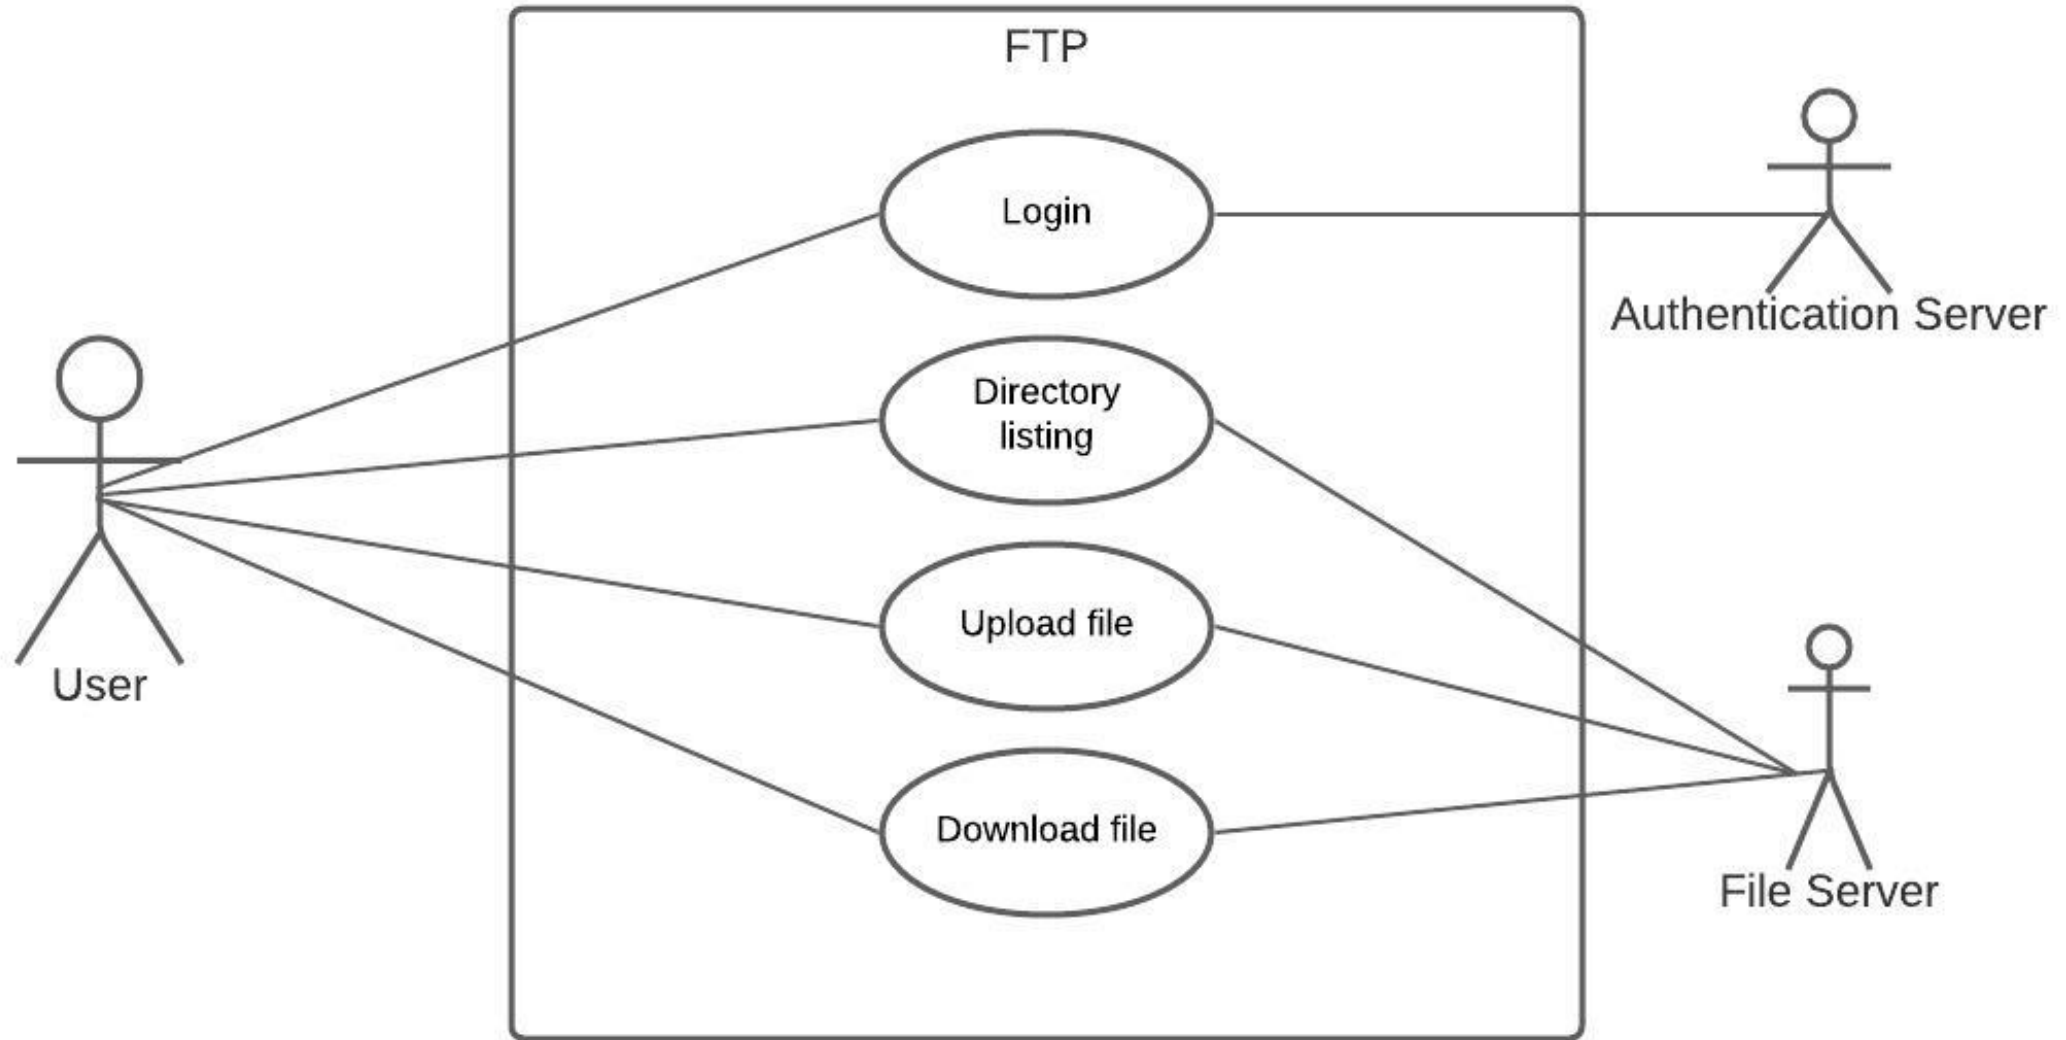 FTP
Login
Authentication Server
Directory
listing
Upload file
User
Download file
File Server